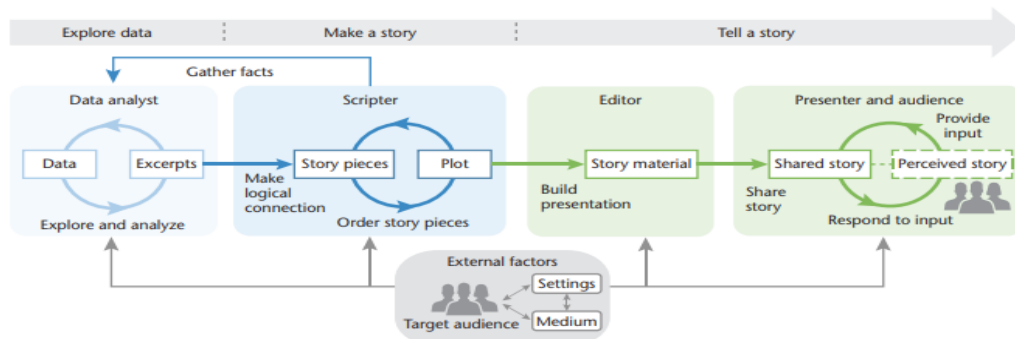 Explore data
Make a story
Tell a story
Gather facts
Data analyst
Scripter
Editor
Presenter and audience
Provide
input
Data
Excerpts
Story pieces
Plot
Story material
Shared story
Perceived story
Make
logical
connection
Build
presentation
Share
story
Explore and analyze
Order story pieces
Respond to input
External factors
Settings
Target audience
Medium